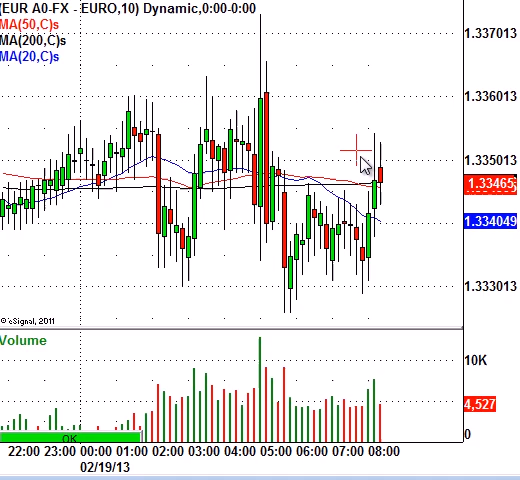 (EUR A0-FX - EURO,10) Dynamic,0:00-0:00
MA(50,C)s
MA(200,C)s
MA(20,C)s
1.337013
1.336013
1.335013
1.33465
1.334049
1.333013
© eSignal, 2011
Volume
10K
4,527
0
OK
22:00 23:00 00:00 01:00 02:00 03:00 04:00 05:00 06:00 07:00 08:00
02/19/13